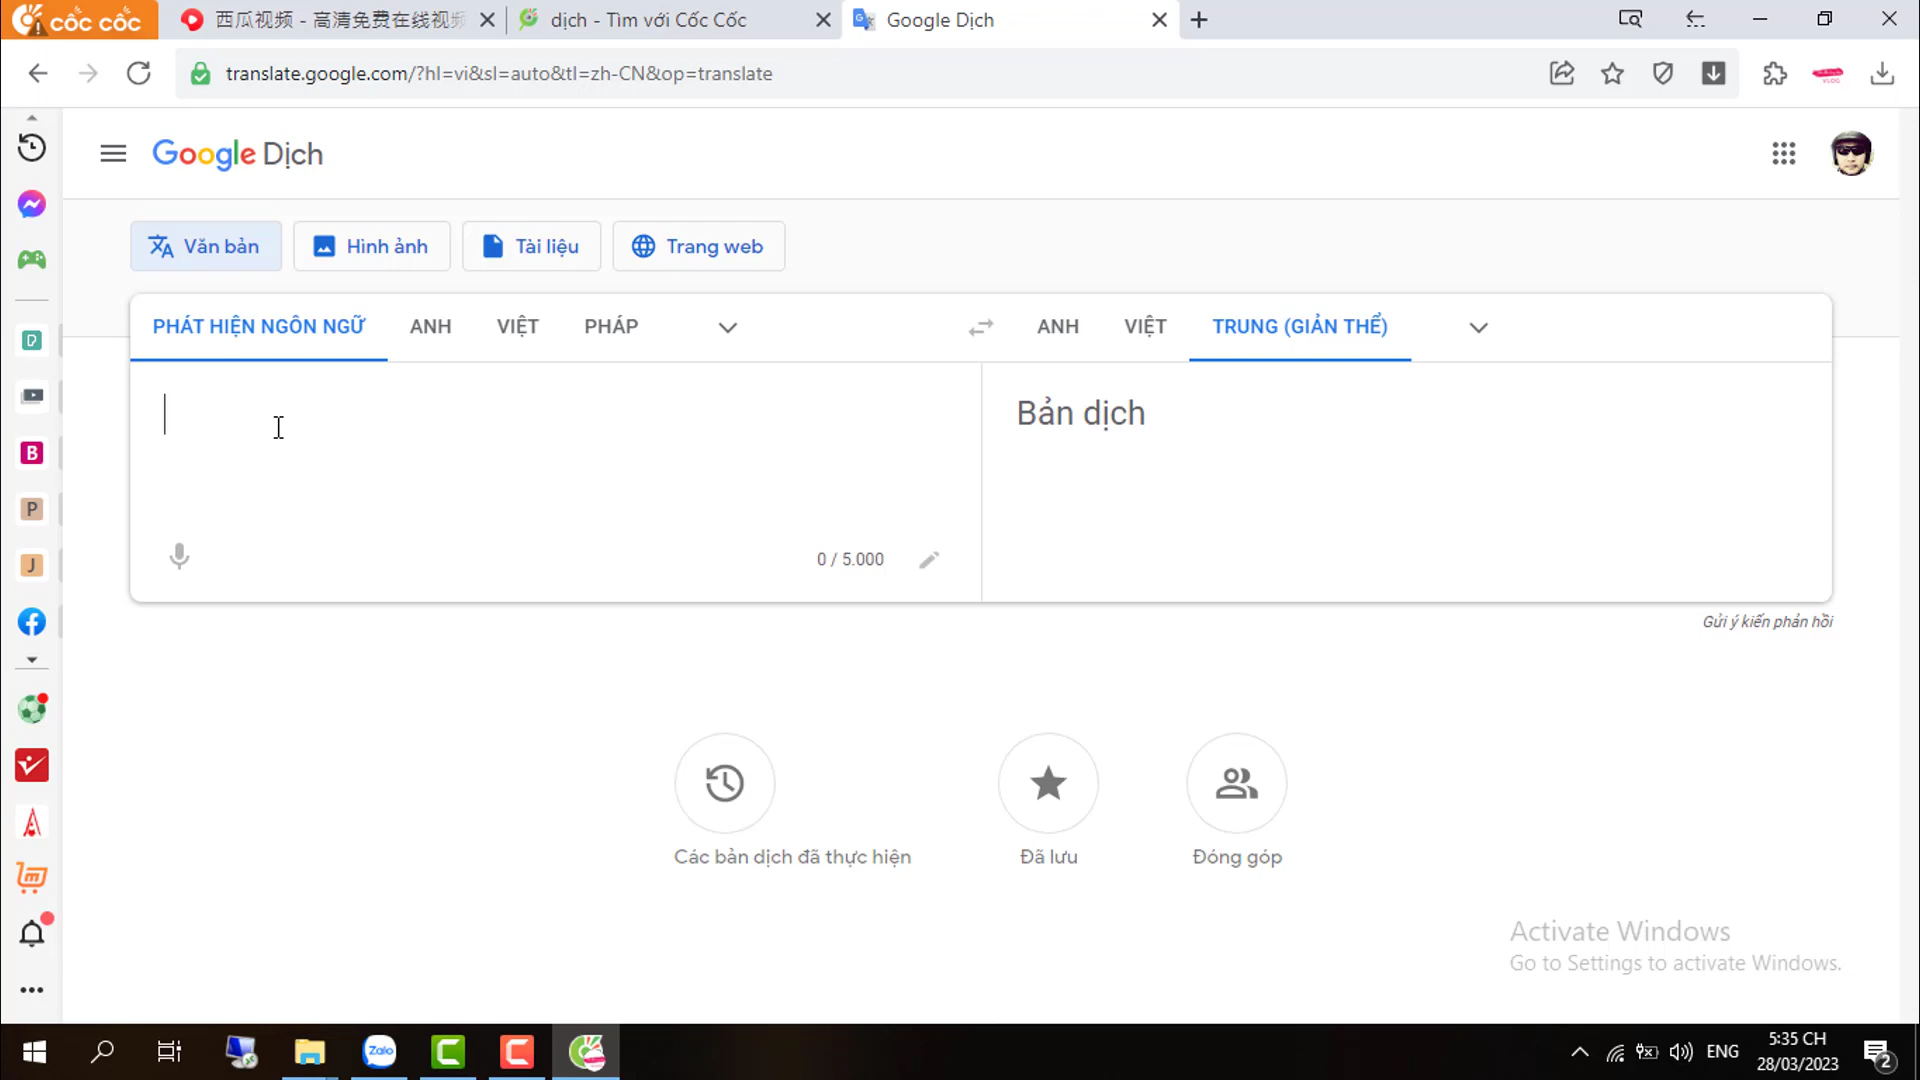 cốc cốc
西瓜视频 - 高清免费在线视频
dịch - Tìm với Cốc Cốc
Google Dịch
translate.google.com/?hl=vi&sl=auto&tl=zh-CN&op=translate
VLOG
Google Dịch
Văn bản
Hình ảnh
Tài liệu
Trang web
PHÁT HIỆN NGÔN NGỮ
ANH
VIỆT
PHÁP
ANH
VIỆT
TRUNG (GIẢN THỂ)
Bản dịch
0 / 5.000
Gửi ý kiến phản hồi
Các bản dịch đã thực hiện
Đã lưu
Đóng góp
D
B
P
J
Activate Windows
Go to Settings to activate Windows.
Zalo
ENG
5:35 CH
28/03/2023
2